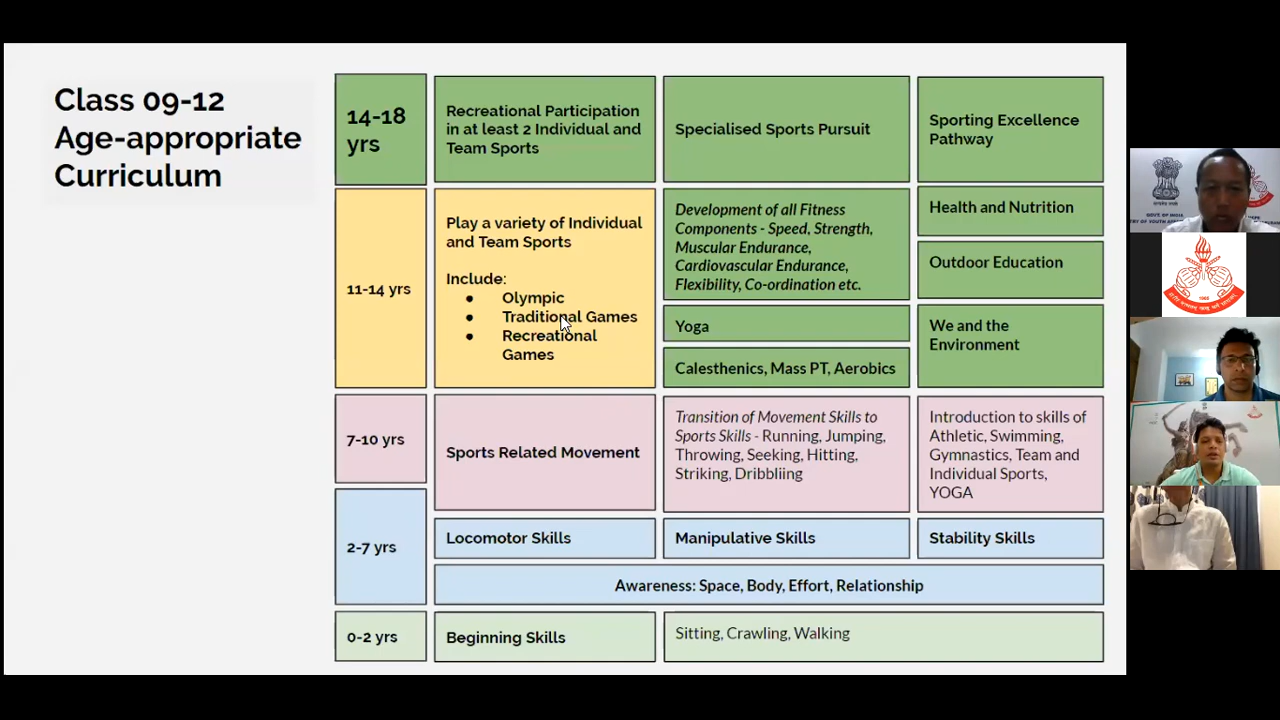 Class 09-12
Age-appropriate
Curriculum
14-18
yrs
Recreational Participation
in at least 2 Individual and
Team Sports
Specialised Sports Pursuit
Sporting Excellence
Pathway
11-14 yrs
Play a variety of Individual
and Team Sports
Include:
● Olympic
● Traditional Games
● Recreational
Games
Development of all Fitness
Components - Speed, Strength,
Muscular Endurance,
Cardiovascular Endurance,
Flexibility, Co-ordination etc.
Yoga
Calesthenics, Mass PT, Aerobics
Health and Nutrition
Outdoor Education
We and the
Environment
7-10 yrs
Sports Related Movement
Transition of Movement Skills to
Sports Skills - Running, Jumping,
Throwing, Seeking, Hitting,
Striking, Dribbliing
Introduction to skills of
Athletic, Swimming,
Gymnastics, Team and
Individual Sports,
YOGA
2-7 yrs
Locomotor Skills
Manipulative Skills
Stability Skills
Awareness: Space, Body, Effort, Relationship
0-2 yrs
Beginning Skills
Sitting, Crawling, Walking
GOVT. OF INDIA